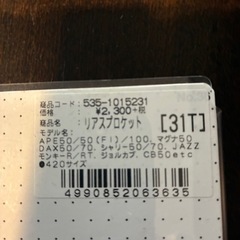 商品コード: 535-1015231
価格 : ¥2,300+税
商品名 : リアスプロケット [31T]
モデル名:
APE50/50(FI)/100. マグナ50
DAX50/70. シャリー50/70. JAZZ
モンキーR/RT. ジョルカブ. CB50etc
●420サイズ
4990852063635